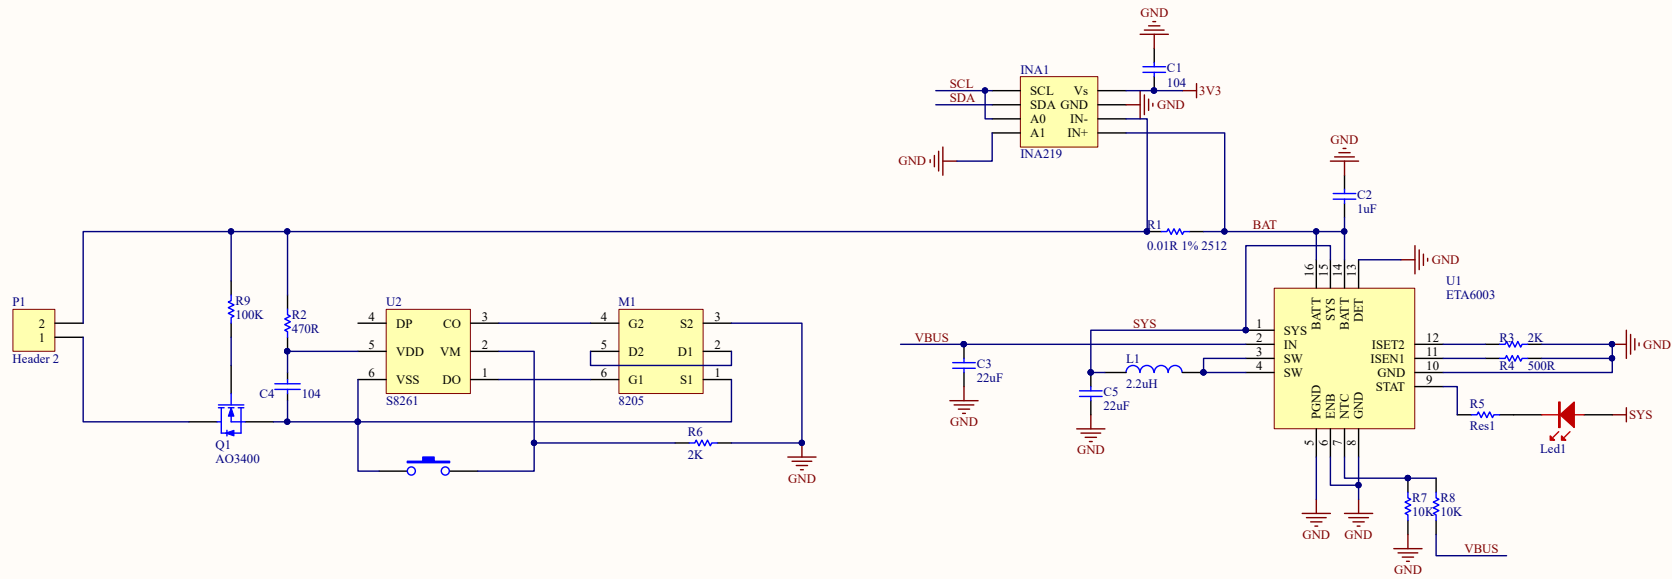 GND
INA1
C1
104
SCL
SDA
SCL
SDA
A0
A1
Vs
GND
IN-
IN+
3V3
GND
GND
INA219
GND
C2
1uF
R1
0.01R 1% 2512
BAT
GND
U1
ETA6003
16
15
14
13
BATT
SYS
BATT
DET
P1
2
1
Header 2
R9
100K
R2
470R
C4
104
Q1
AO3400
U2
4
5
6
DP
VDD
VSS
CO
VM
DO
3
2
1
S8261
M1
4
5
6
G2
D2
G1
S2
D1
S1
3
2
1
8205
R6
2K
GND
VBUS
SYS
C3
22uF
GND
L1
2.2uH
C5
22uF
GND
1
2
3
4
SYS
IN
SW
SW
ISET2
ISEN1
GND
STAT
12
11
10
9
R3
2K
R4
500R
GND
R5
Res1
Led1
SYS
PGND
ENB
NTC
GND
5
6
7
8
GND
GND
R7
10K
R8
10K
GND
VBUS